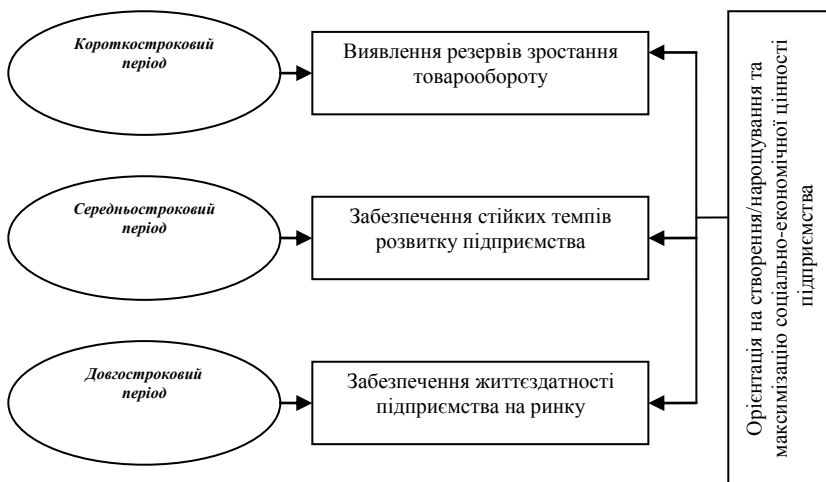 Короткостроковий
період
Виявлення резервів зростання
товарообороту
Середньостроковий
період
Забезпечення стійких темпів
розвитку підприємства
Довгостроковий
період
Забезпечення життєздатності
підприємства на ринку
Орієнтація на створення/нарощування та
максимізацію соціально-економічної цінності
підприємства